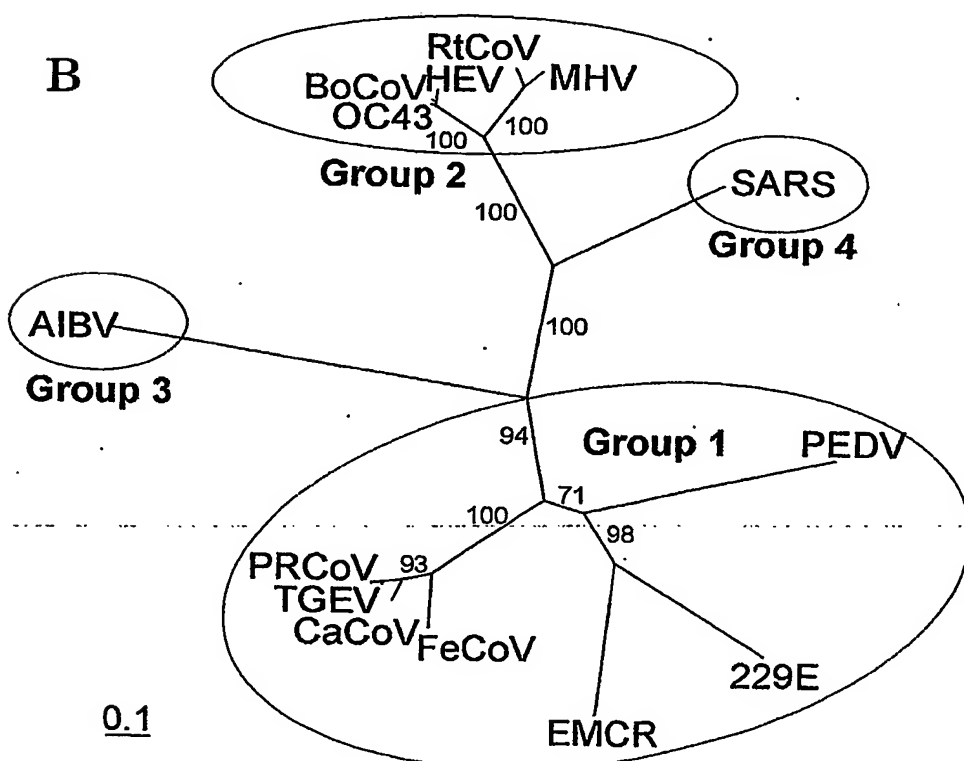 B
RtCoV
BoCoV HEV MHV
OC43
100 100
Group 2
100
SARS
Group 4
AIBV
100
Group 3
94
Group 1
PEDV
71
100
98
PRCoV 93
TGEV
CaCoV FeCoV
229E
0.1
EMCR